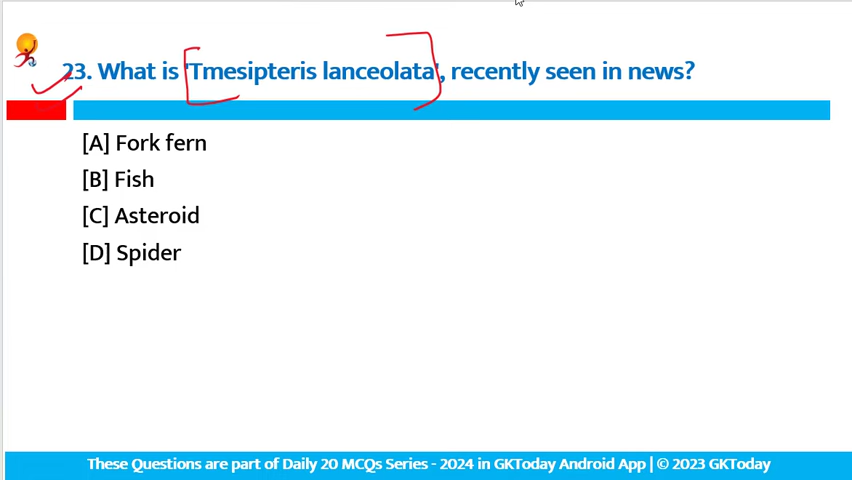 23. What is 'Tmesipteris lanceolata', recently seen in news?
[A] Fork fern
[B] Fish
[C] Asteroid
[D] Spider
These Questions are part of Daily 20 MCQs Series - 2024 in GKToday Android App | © 2023 GKToday